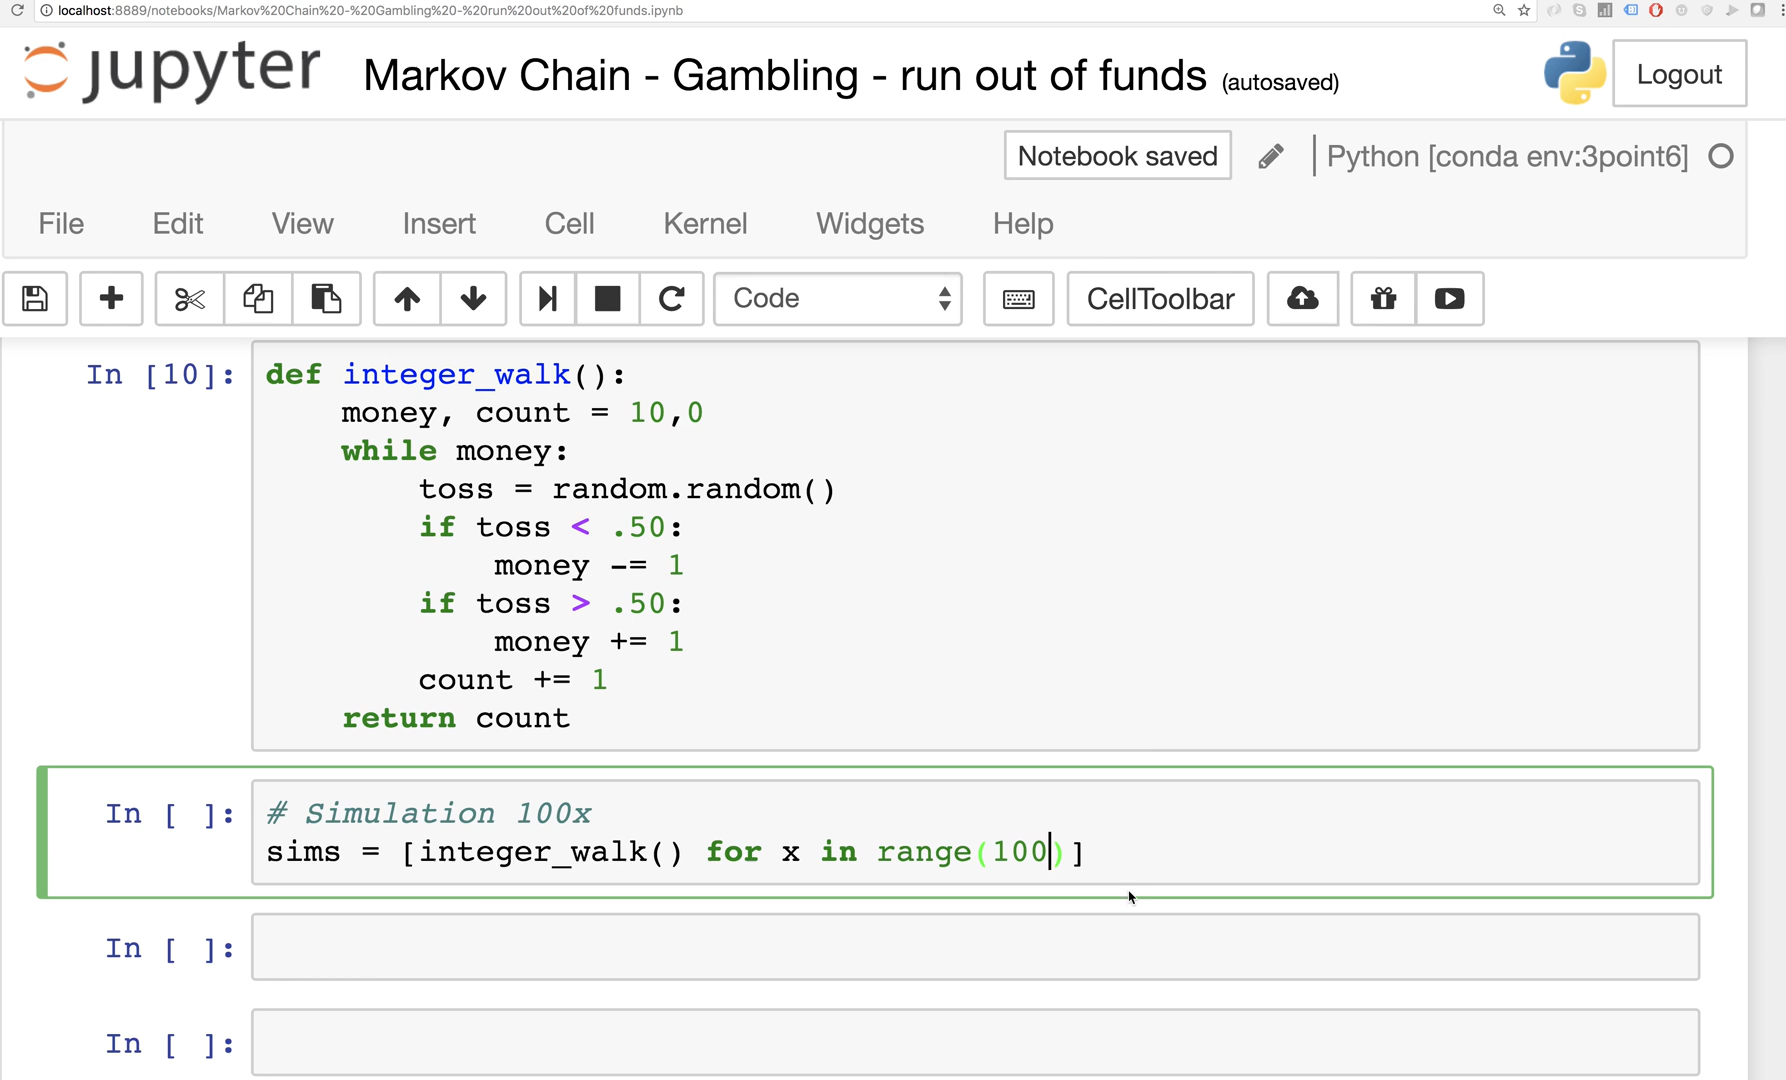 localhost:8889/notebooks/Markov%20Chain%20-%20Gambling%20-%20run%20out%20of%20funds.ipynb
jupyter Markov Chain - Gambling - run out of funds (autosaved) Logout
Notebook saved Python [conda env:3point6]
File Edit View Insert Cell Kernel Widgets Help
Code CellToolbar
In [10]: def integer_walk():
money, count = 10,0
while money:
toss = random.random()
if toss < .50:
money -= 1
if toss > .50:
money += 1
count += 1
return count
In [ ]: # Simulation 100x
sims = [integer_walk() for x in range(100)]
In [ ]:
In [ ]: